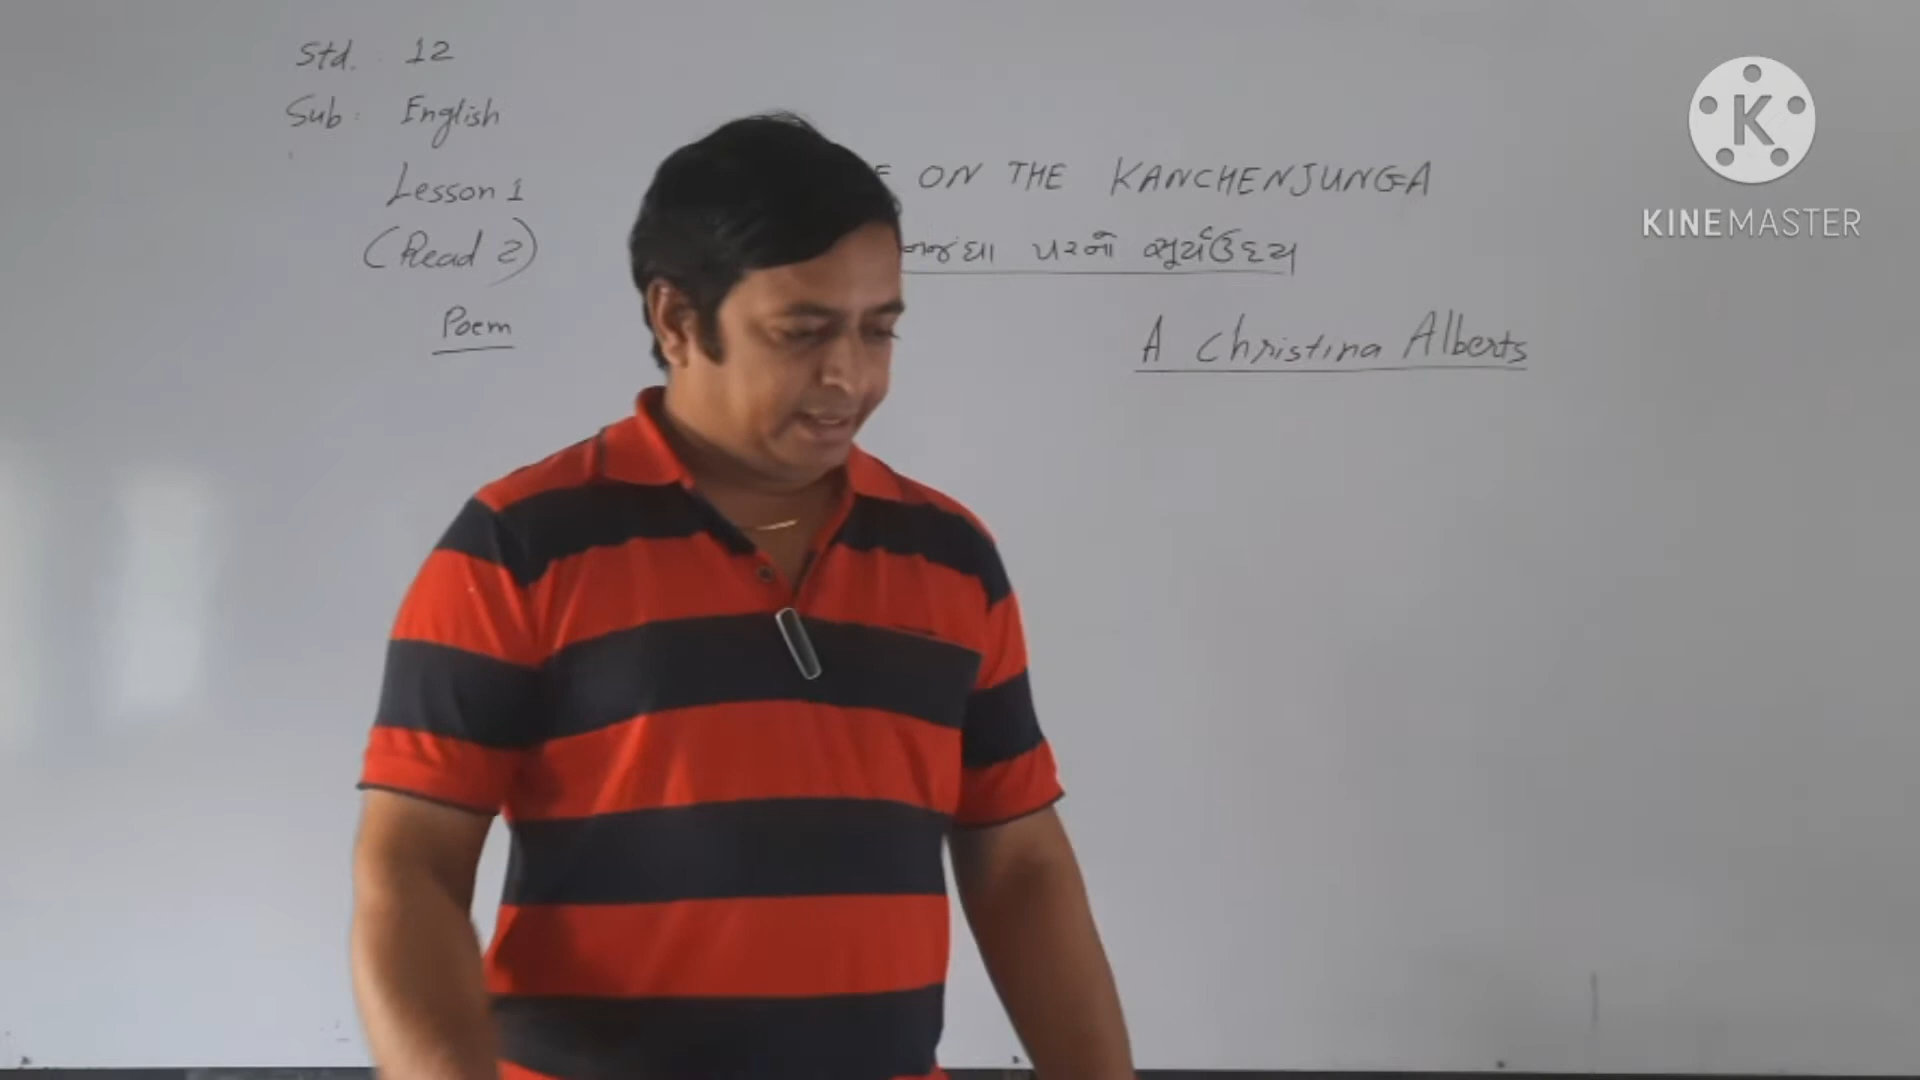 Std. 12
Sub: English
Lesson 1
ON THE KANCHENJUNGA
(Read 2)
પરનો સૂર્યઉદય
Poem
A Christina Alberts
K
KINEMASTER